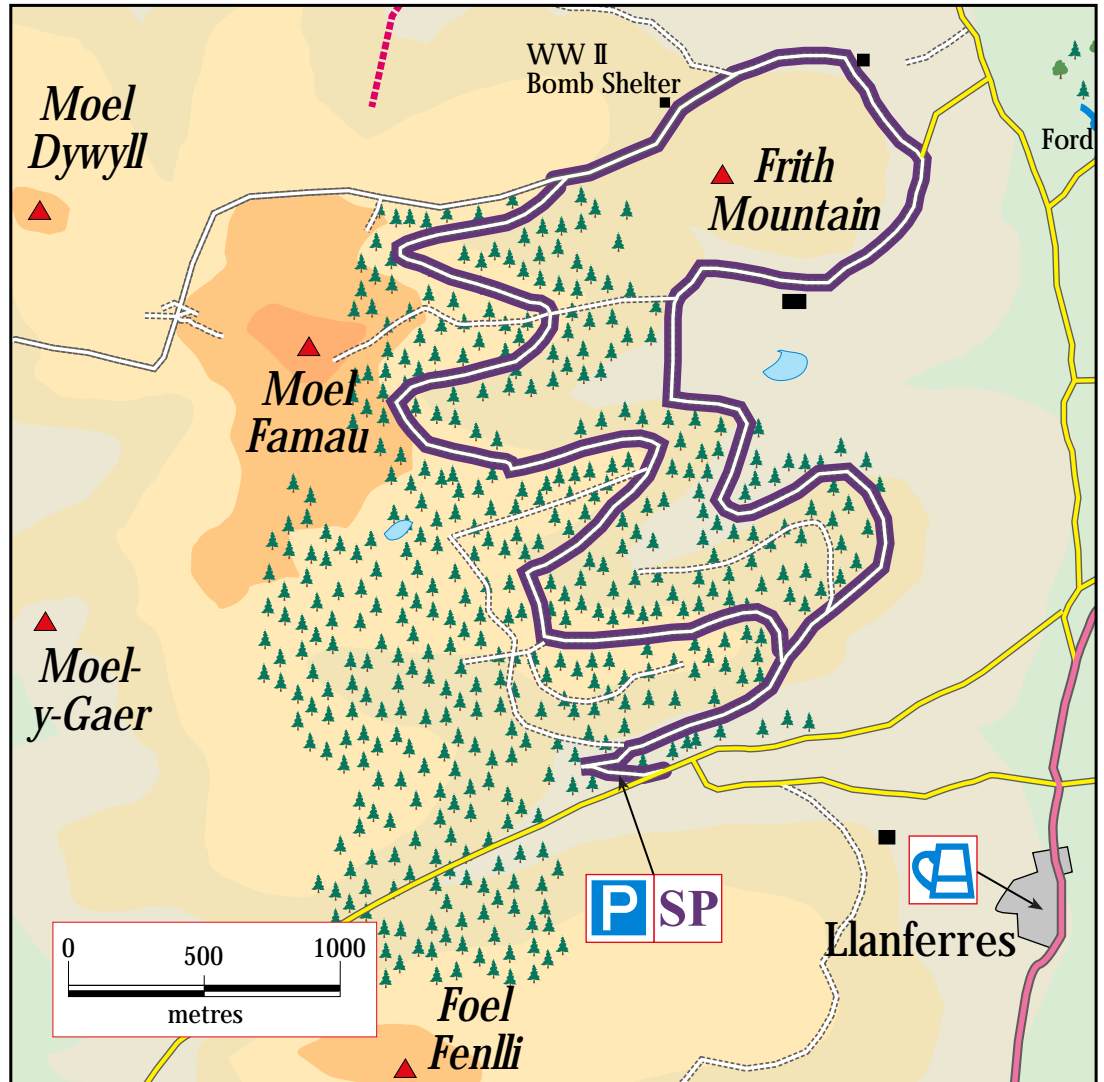 WW II
Bomb Shelter
Moel
Dywyll
Ford
Frith
Mountain
Moel
Famau
Moel-
y-Gaer
P SP
Llanferres
0 500 1000
metres
Foel
Fenlli